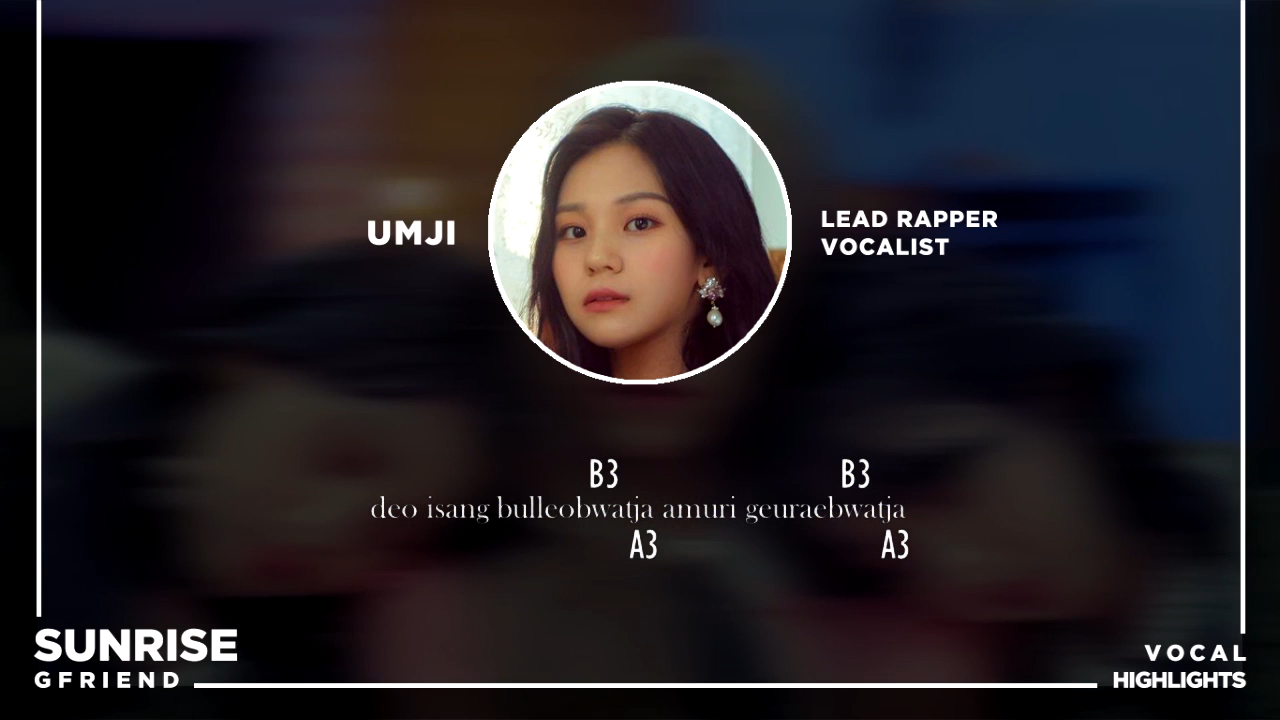 UMJI
LEAD RAPPER
VOCALIST
B3 B3
deo isang bulleobwatja amuri geuraebwatja
A3 A3
SUNRISE
GFRIEND
VOCAL
HIGHLIGHTS